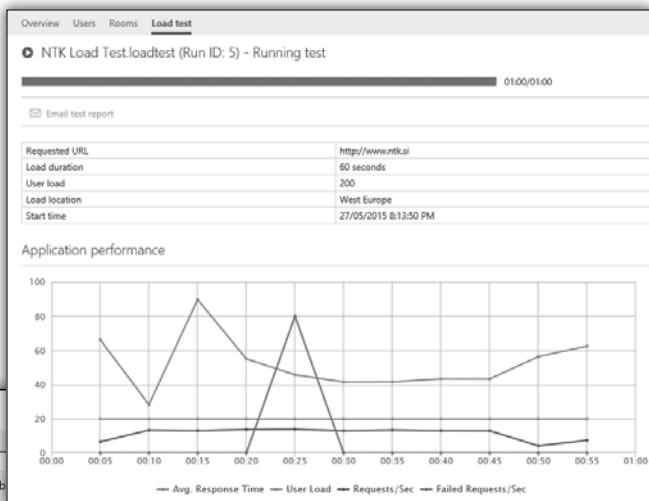 Overview Users Rooms Load test
NTK Load Test.loadtest (Run ID: 5) - Running test
01:00/01:00
Email test report
Requested URL http://www.ntk.si
Load duration 60 seconds
User load 200
Load location West Europe
Start time 27/05/2015 8:13:50 PM
Application performance
100
80
60
40
20
0
00:00 00:05 00:10 00:15 00:20 00:25 00:30 00:35 00:40 00:45 00:50 00:55 01:00
Avg. Response Time User Load Requests/Sec Failed Requests/Sec